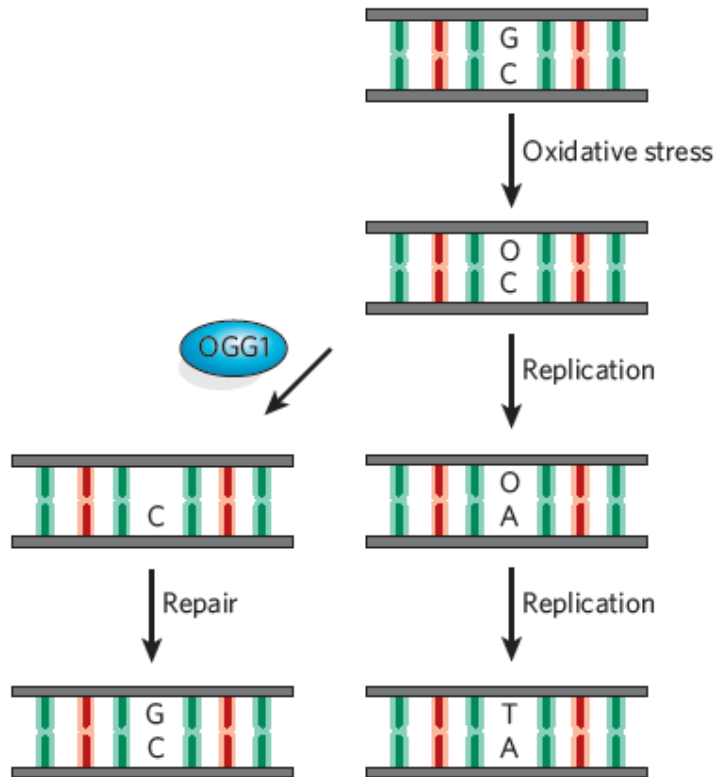 G
C
Oxidative stress
O
C
OGG1
Replication
C
O
A
Repair
Replication
G
C
T
A